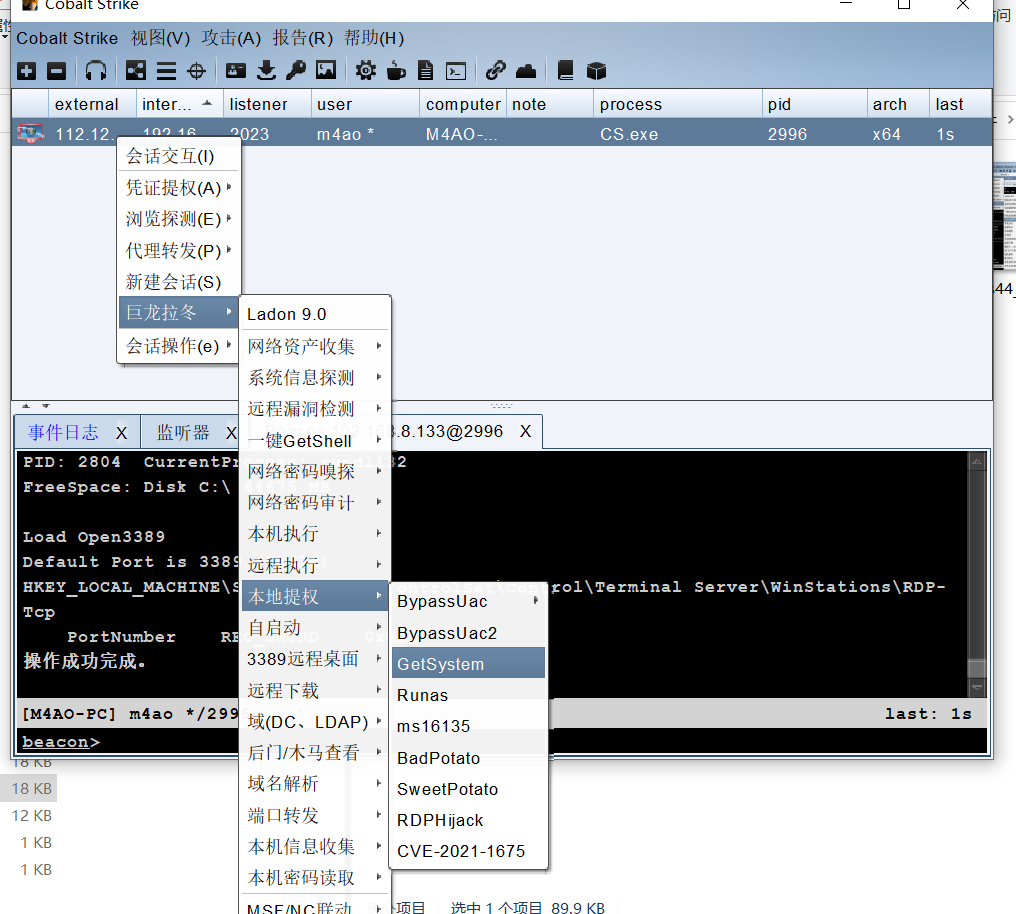 Cobalt Strike
Cobalt Strike 视图(V) 攻击(A) 报告(R) 帮助(H)
external inter... listener user computer note process pid arch last
112.12. 192.16 2023 m4ao * M4AO-... CS.exe 2996 x64 1s
会话交互(I)
凭证提权(A)
浏览探测(E)
代理转发(P)
新建会话(S)
巨龙拉冬
会话操作(e)
Ladon 9.0
网络资产收集
系统信息探测
远程漏洞检测
一键GetShell
网络密码嗅探
网络密码审计
本机执行
远程执行
本地提权
自启动
3389远程桌面
远程下载
域(DC、LDAP)
后门/木马查看
域名解析
端口转发
本机信息收集
本机密码读取
MSF/NC联动
BypassUac
BypassUac2
GetSystem
Runas
ms16135
BadPotato
SweetPotato
RDPHijack
CVE-2021-1675
事件日志 X 监听器 X 8.133@2996 X
PID: 2804
FreeSpace: Disk C:\
Load Open3389
Default Port is 3389
HKEY_LOCAL_MACHINE\ \Terminal Server\WinStations\RDP-
Tcp
PortNumber
操作成功完成。
[M4AO-PC] m4ao */299 last: 1s
beacon>
18 KB
18 KB
12 KB
1 KB
1 KB
个项目 选中 1 个项目 89.9 KB
访问